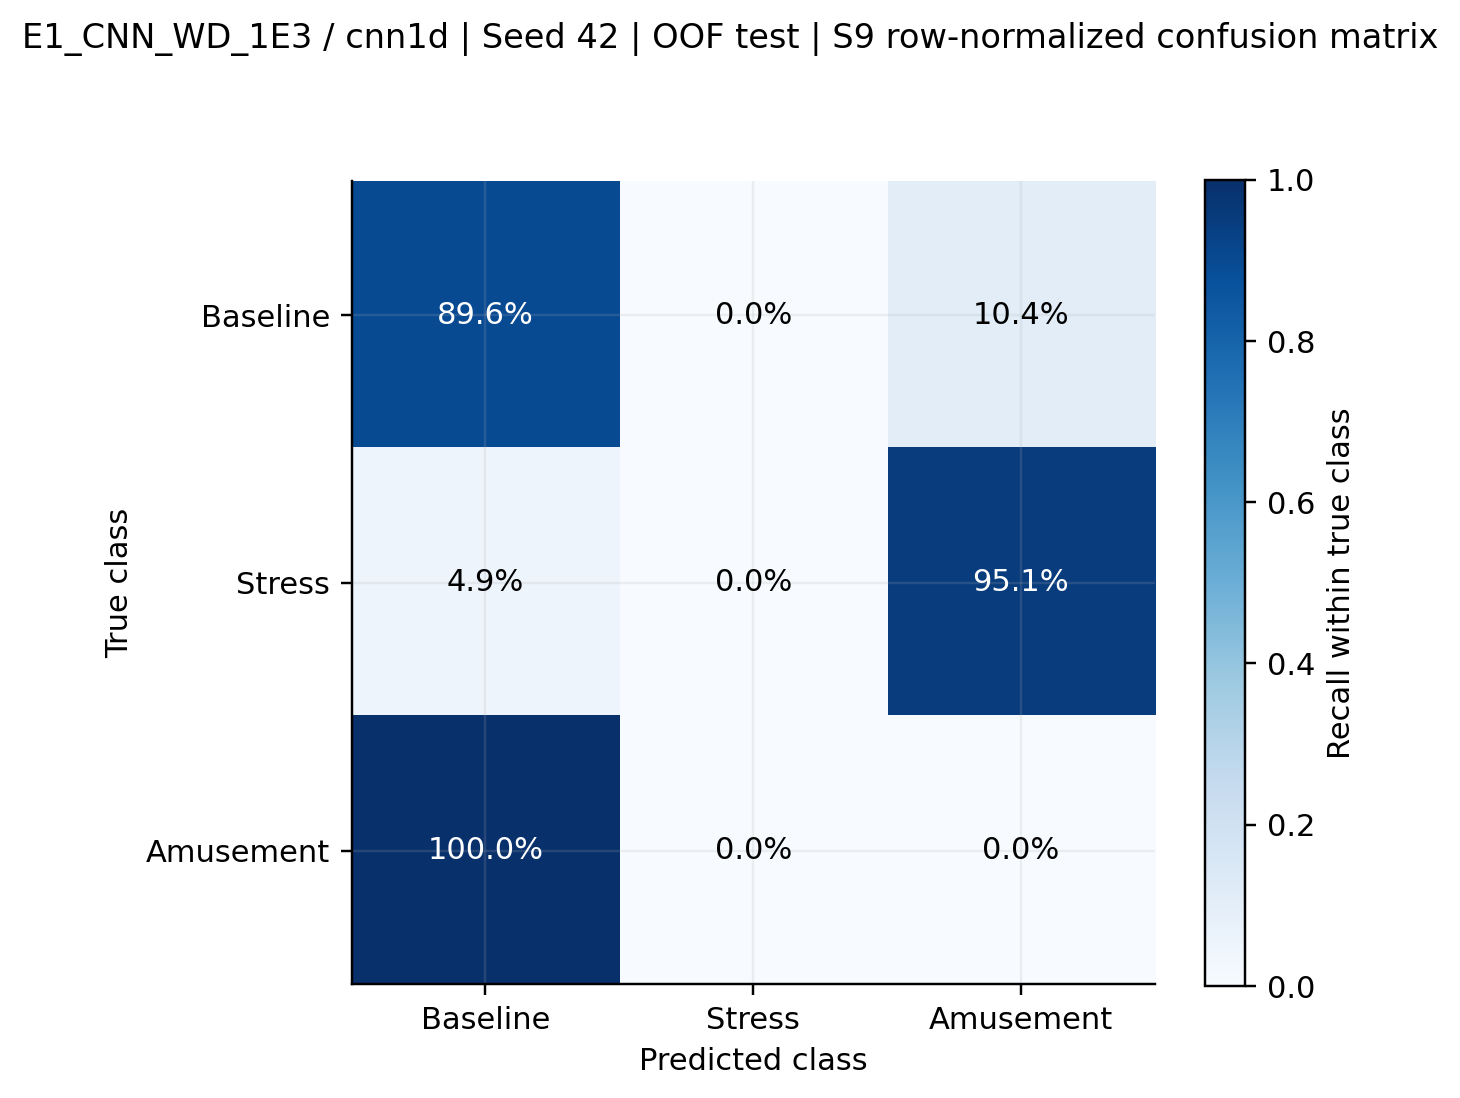 E1_CNN_WD_1E3 / cnn1d | Seed 42 | OOF test | S9 row-normalized confusion matrix
True class
Baseline
89.6%
0.0%
10.4%
Stress
4.9%
0.0%
95.1%
Amusement
100.0%
0.0%
0.0%
Baseline
Stress
Amusement
Predicted class
1.0
0.8
0.6
0.4
0.2
0.0
Recall within true class